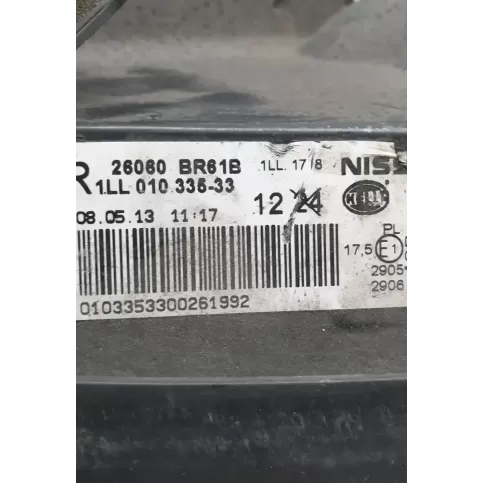 R 26060 BR61B 1LL. 17/8 NISS
1LL 010 335-33
08.05.13 11:17 12 24
PL
17,5 E1
2905
2906
0103353300261992